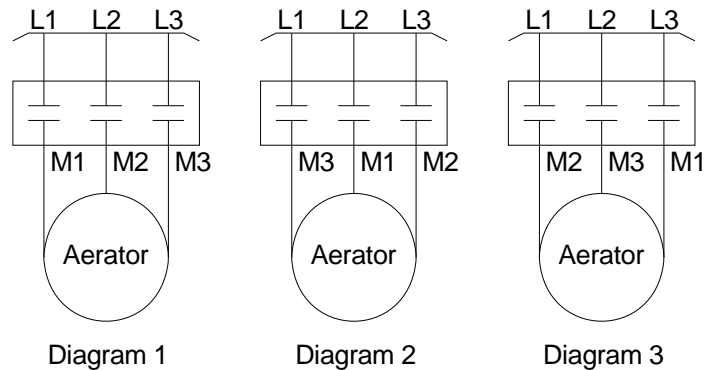 L1 L2 L3 L1 L2 L3 L1 L2 L3
M1 M2 M3 M3 M1 M2 M2 M3 M1
Aerator Aerator Aerator
Diagram 1 Diagram 2 Diagram 3